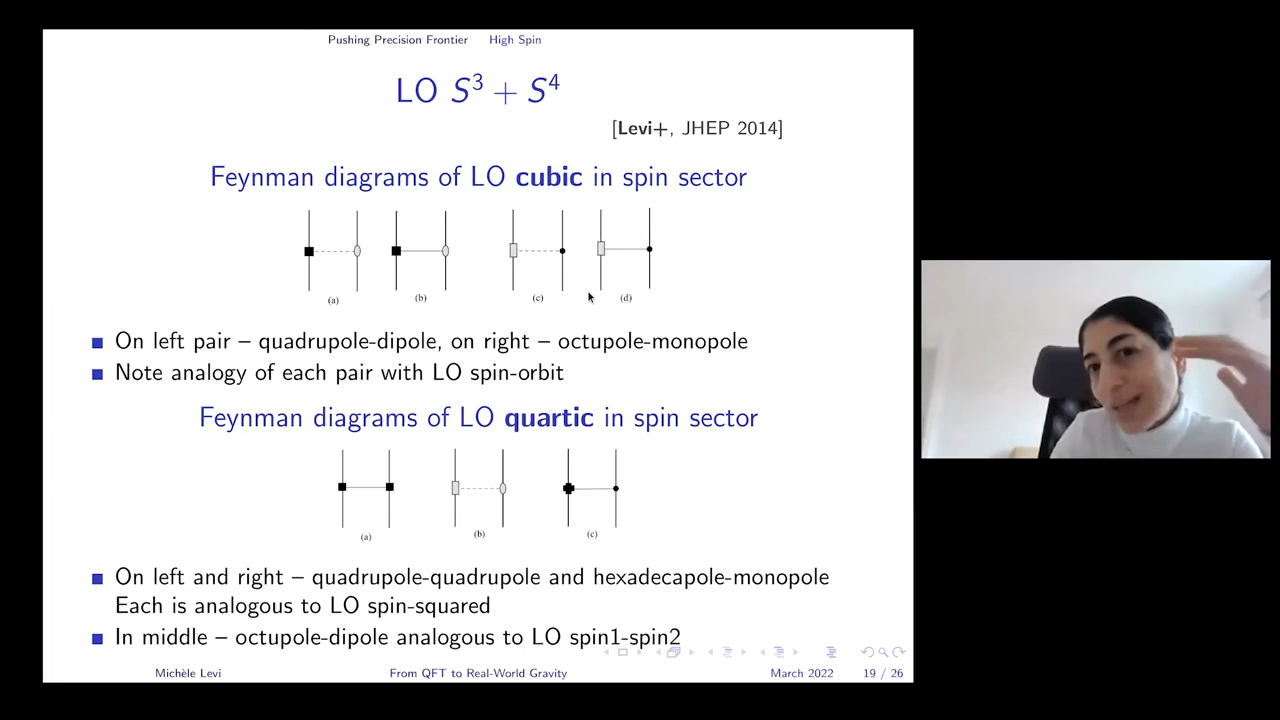 Pushing Precision Frontier High Spin
LO S³ + S⁴
[Levi+, JHEP 2014]
Feynman diagrams of LO cubic in spin sector
(a) (b) (c) (d)
On left pair – quadrupole-dipole, on right – octupole-monopole
Note analogy of each pair with LO spin-orbit
Feynman diagrams of LO quartic in spin sector
(a) (b) (c)
On left and right – quadrupole-quadrupole and hexadecapole-monopole
Each is analogous to LO spin-squared
In middle – octupole-dipole analogous to LO spin1-spin2
Michèle Levi From QFT to Real-World Gravity March 2022 19 / 26